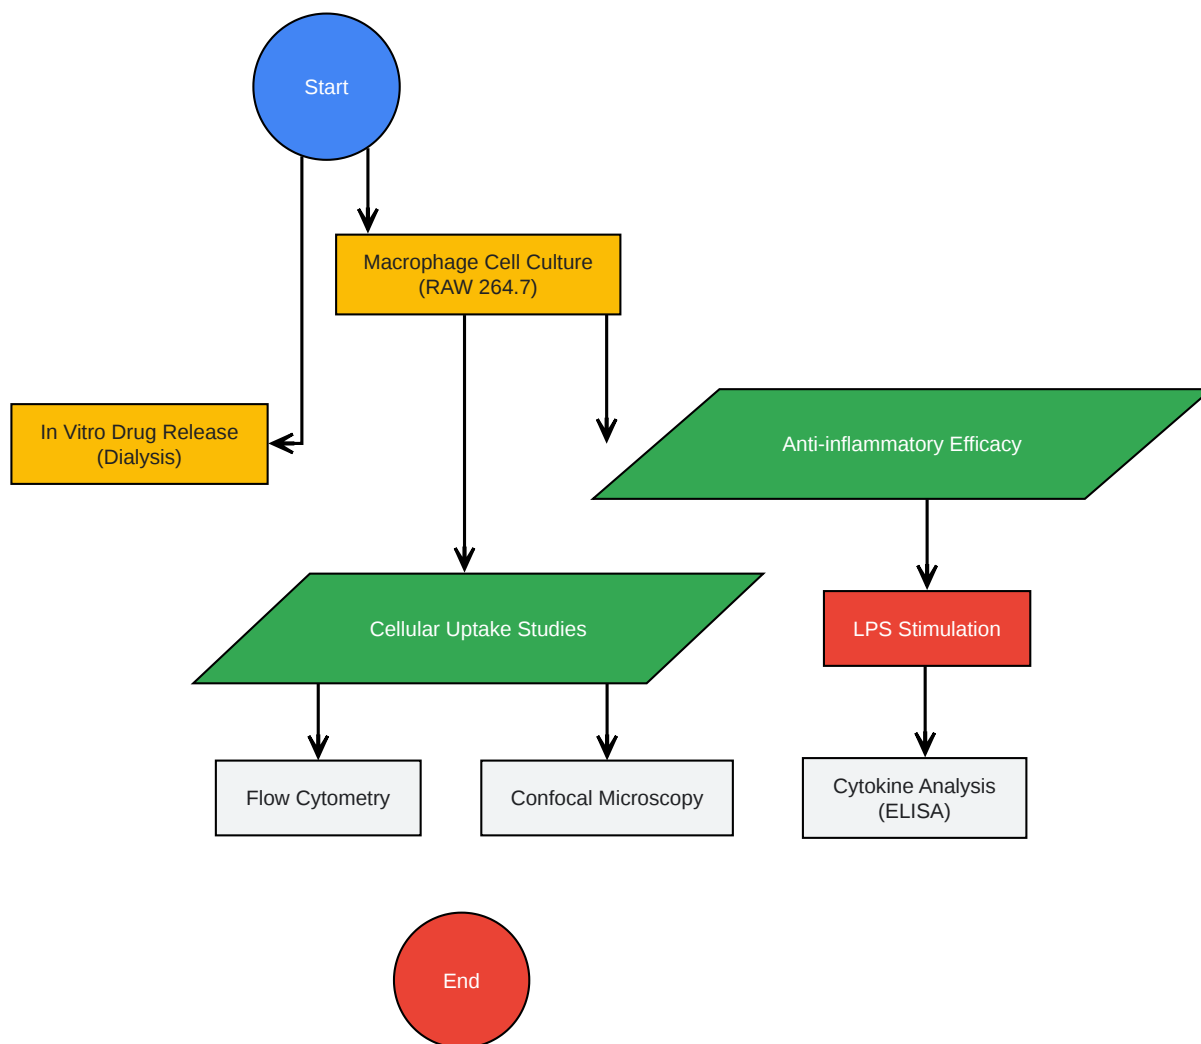 Start
Macrophage Cell Culture
(RAW 264.7)
In Vitro Drug Release
(Dialysis)
Anti-inflammatory Efficacy
Cellular Uptake Studies
LPS Stimulation
Flow Cytometry
Confocal Microscopy
Cytokine Analysis
(ELISA)
End